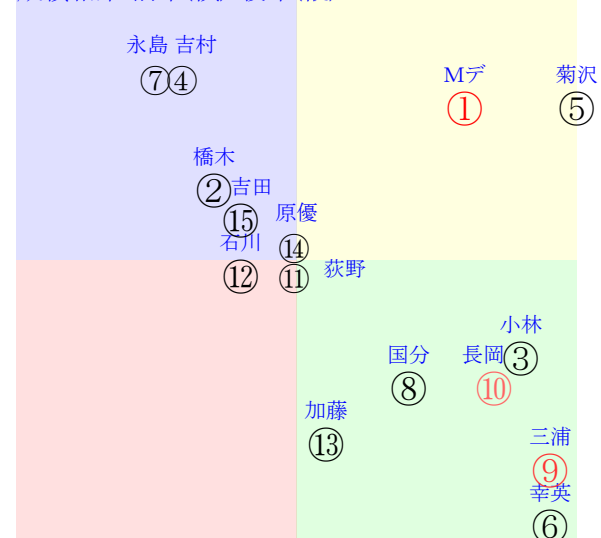 永島 吉村
⑦④
Mデ
①
菊沢
⑤
橋木
②
吉田
⑮
原優
⑭
石川
⑫
⑪
荻野
小林
③
国分
⑧
長岡
⑩
加藤
⑬
三浦
⑨
幸英
⑥